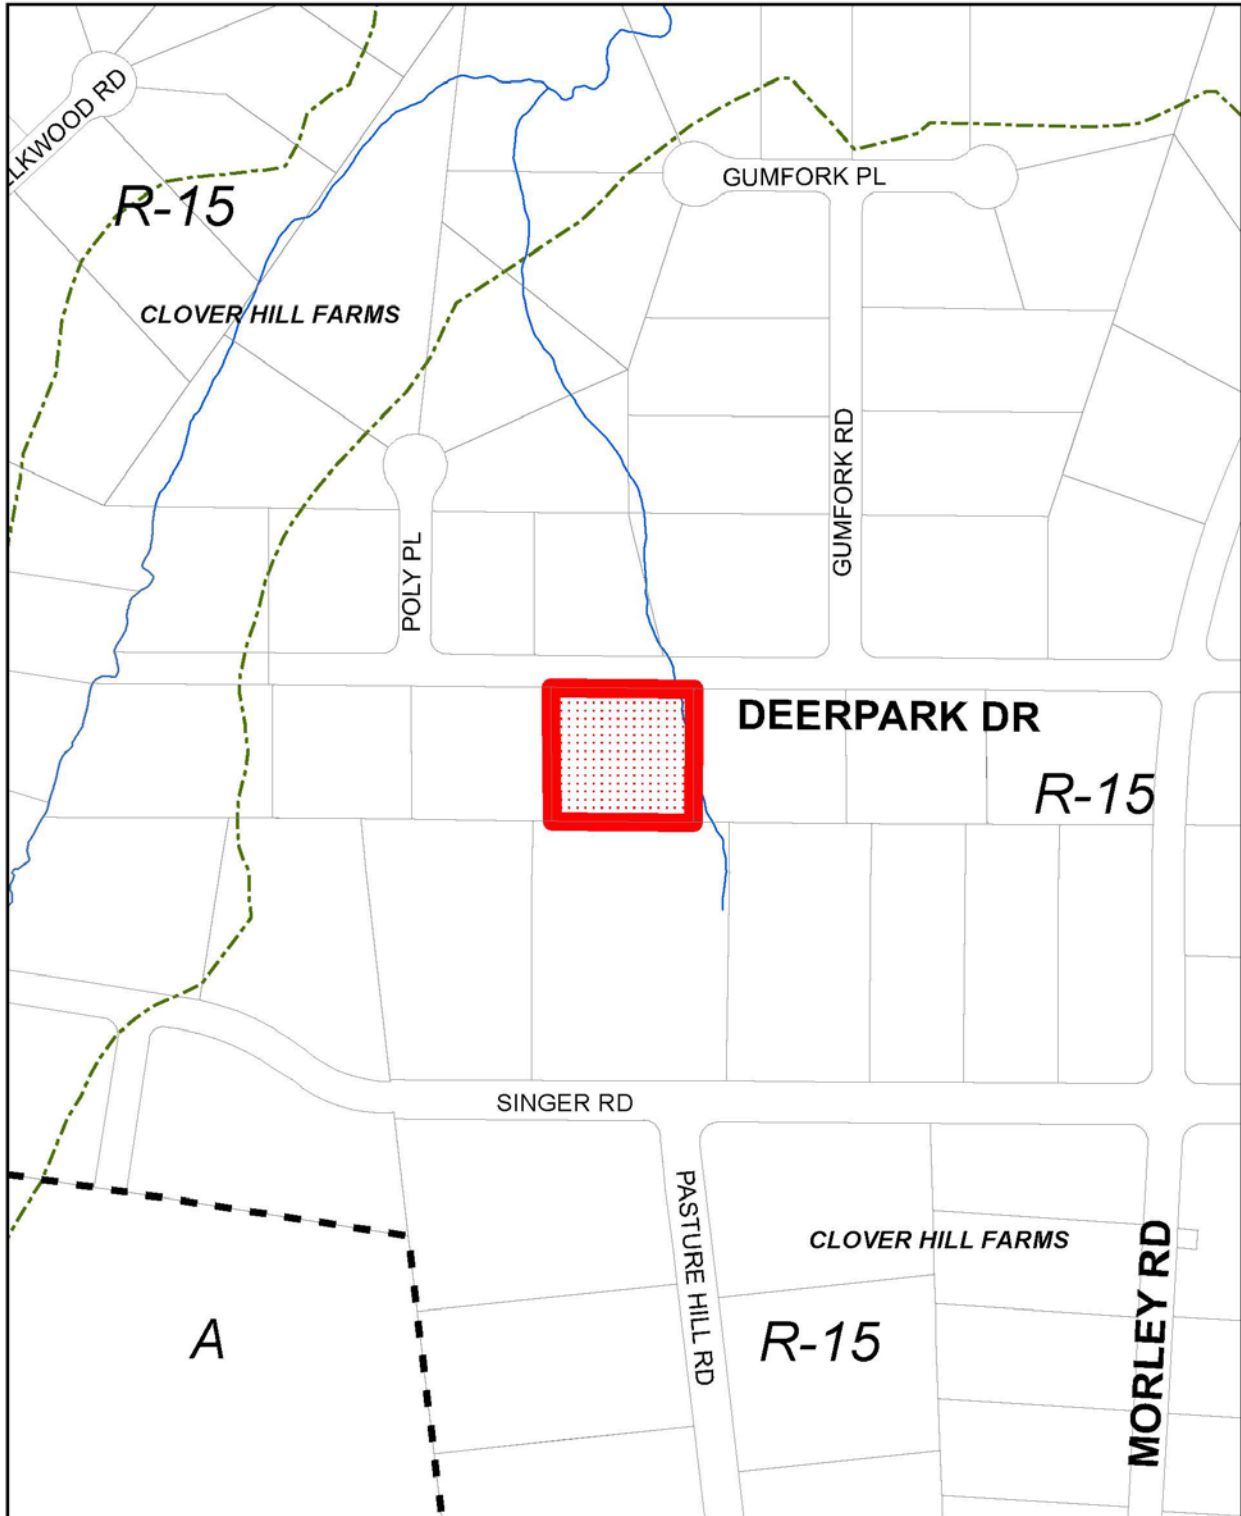 ELKWOOD RD
GUMFORK PL
R-15
CLOVER HILL FARMS
GUMFORK RD
POLY PL
DEERPARK DR
R-15
SINGER RD
PASTURE HILL RD
CLOVER HILL FARMS
MORLEY RD
A
R-15